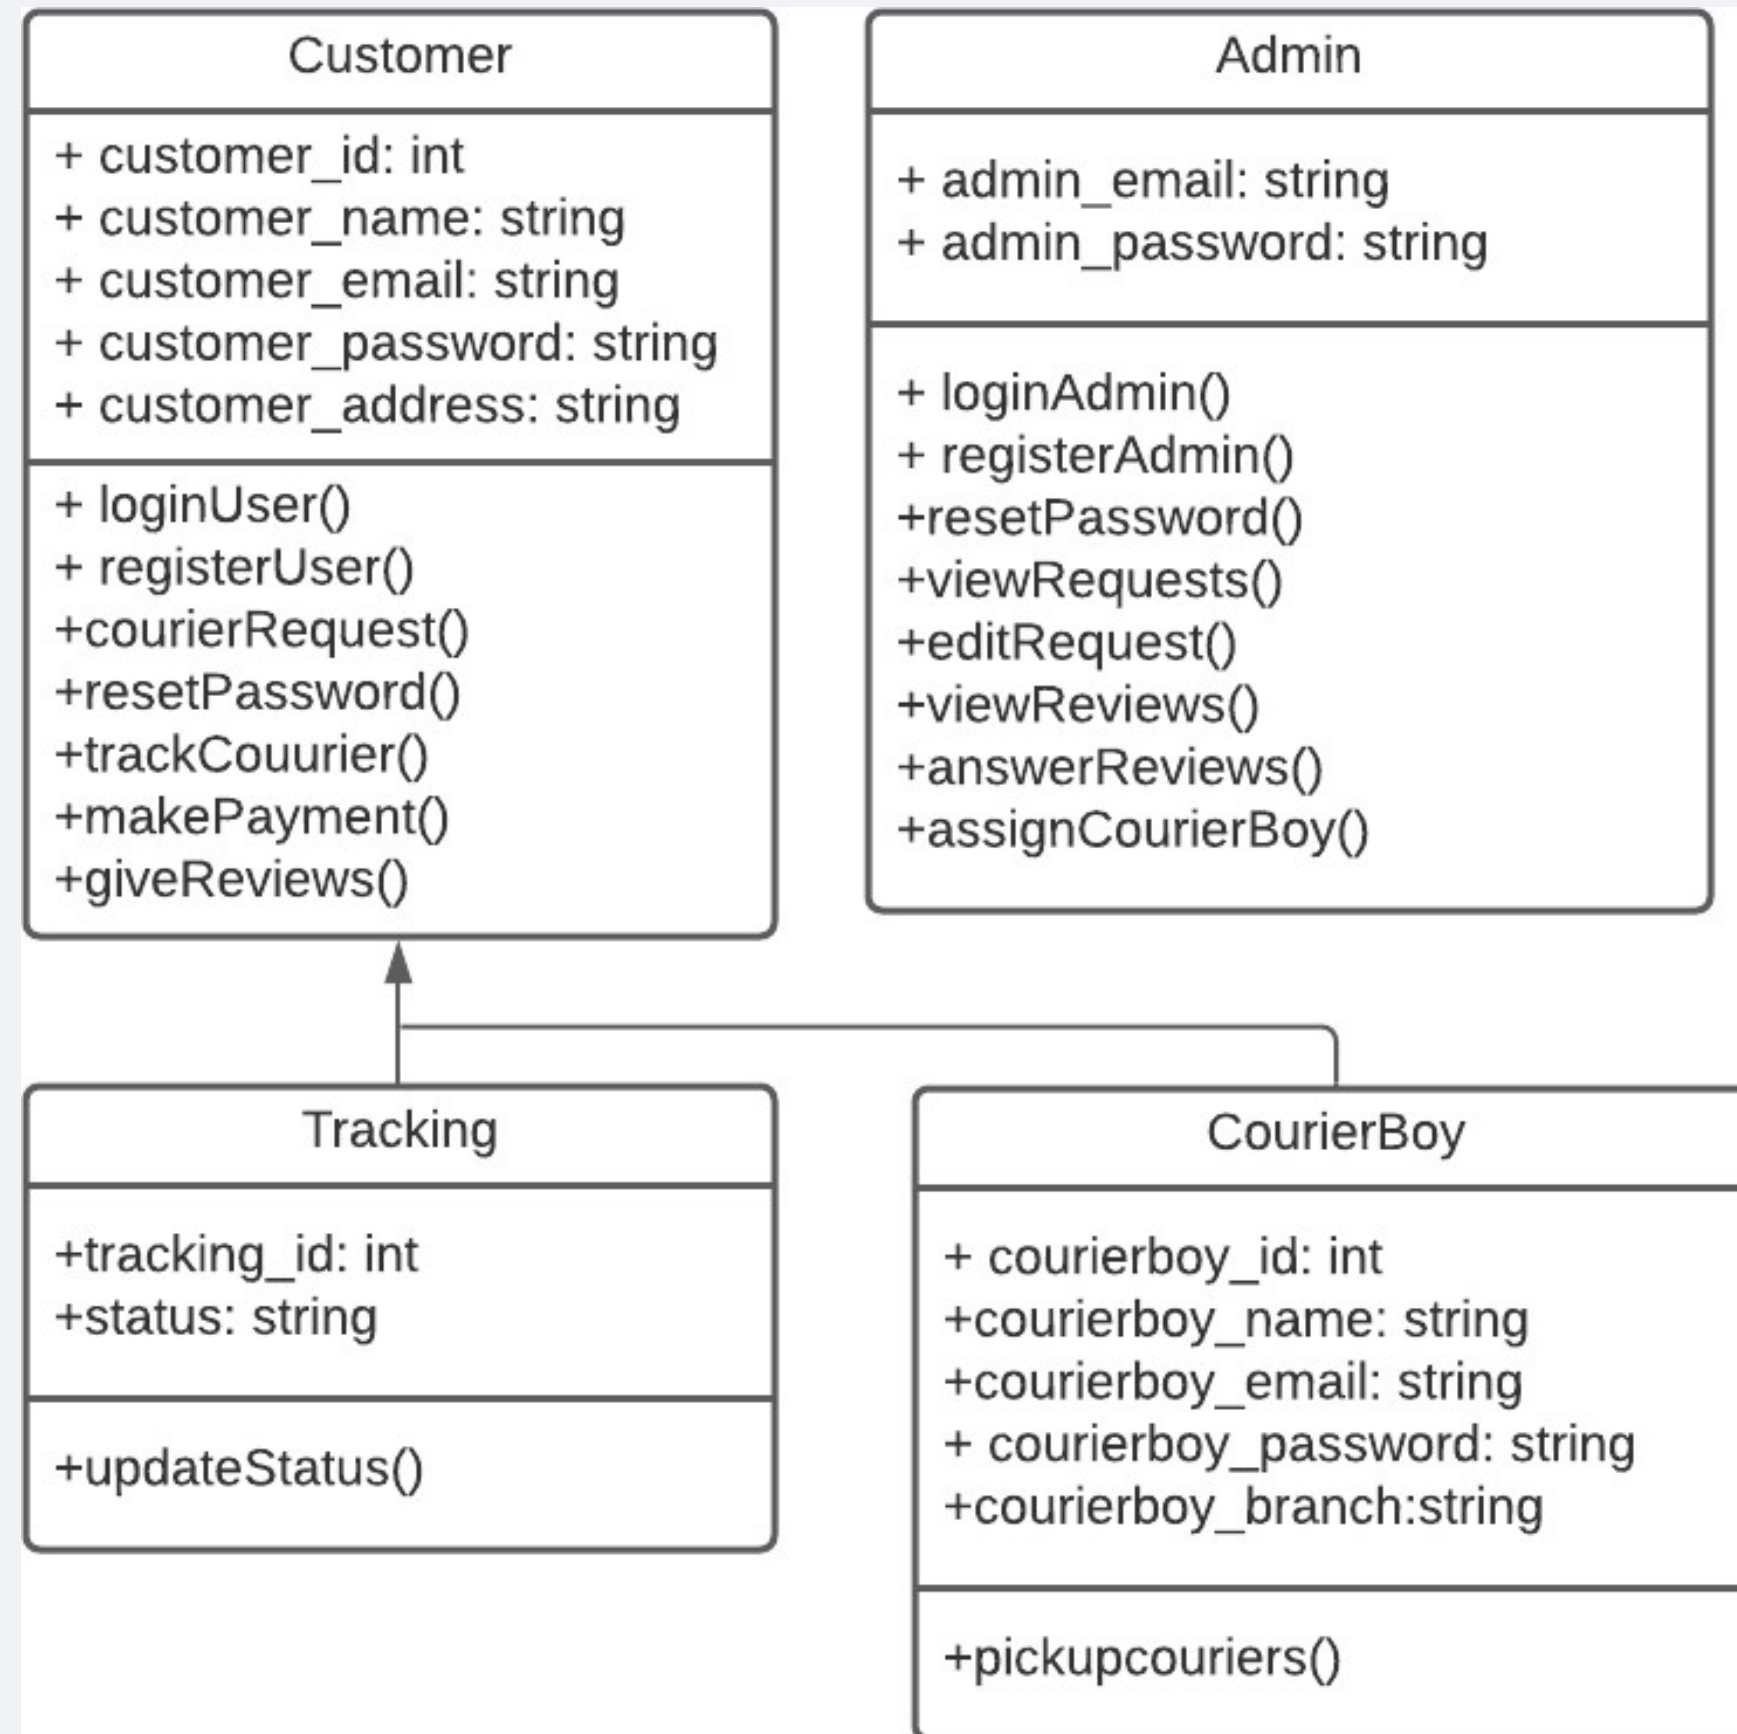 Customer
+ customer_id: int
+ customer_name: string
+ customer_email: string
+ customer_password: string
+ customer_address: string
+ loginUser()
+ registerUser()
+courierRequest()
+resetPassword()
+trackCouurier()
+makePayment()
+giveReviews()
Admin
+ admin_email: string
+ admin_password: string
+ loginAdmin()
+ registerAdmin()
+resetPassword()
+viewRequests()
+editRequest()
+viewReviews()
+answerReviews()
+assignCourierBoy()
Tracking
+tracking_id: int
+status: string
+updateStatus()
CourierBoy
+ courierboy_id: int
+courierboy_name: string
+courierboy_email: string
+ courierboy_password: string
+courierboy_branch:string
+pickupcouriers()